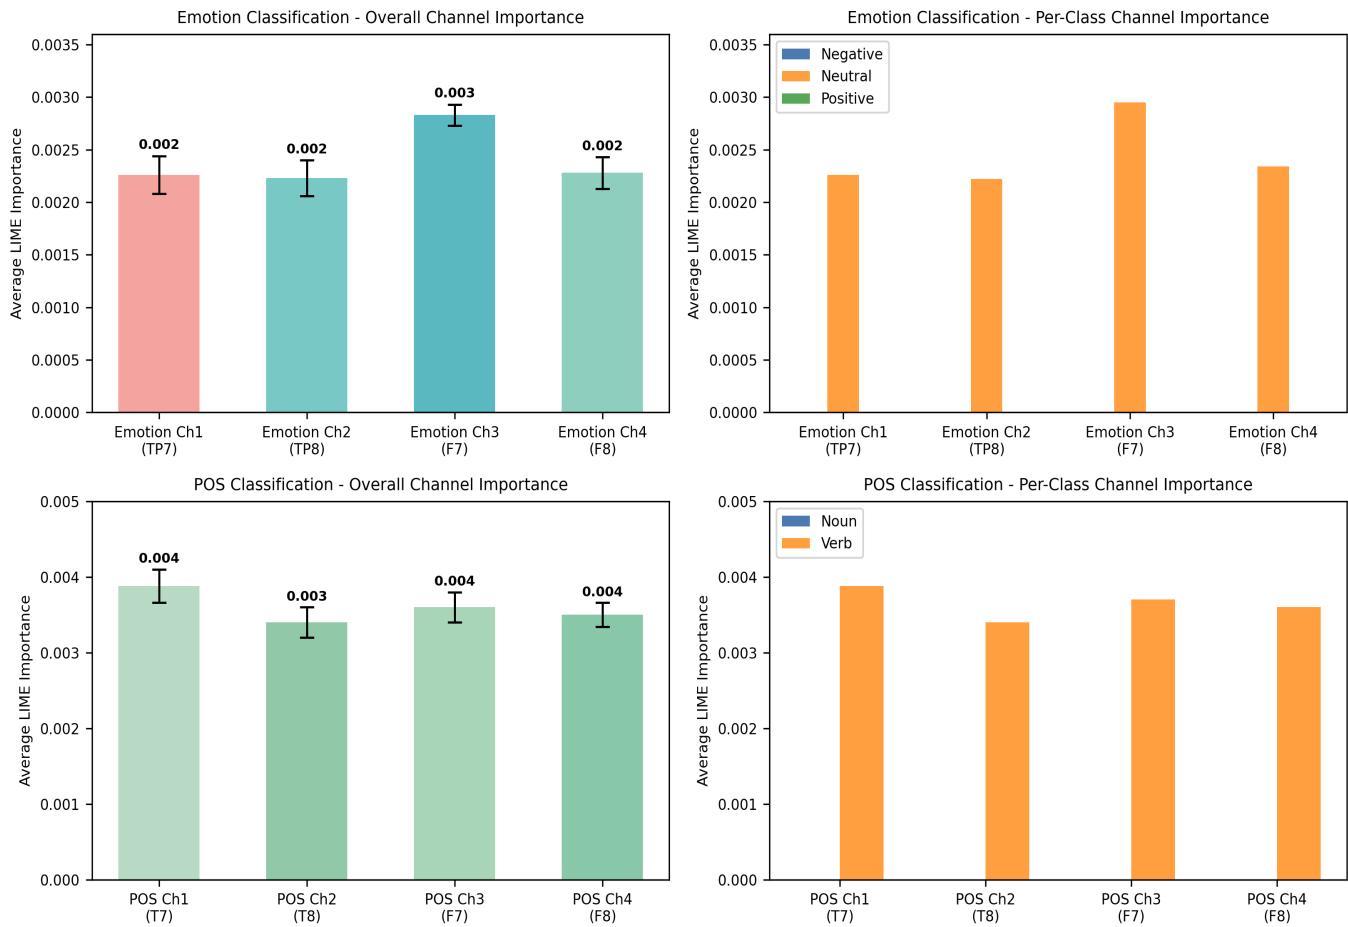 Emotion Classification - Overall Channel Importance
Average LIME Importance
0.0035
0.0030
0.0025
0.0020
0.0015
0.0010
0.0005
0.0000
0.002
0.002
0.003
0.002
Emotion Ch1
(TP7)
Emotion Ch2
(TP8)
Emotion Ch3
(F7)
Emotion Ch4
(F8)
Emotion Classification - Per-Class Channel Importance
Average LIME Importance
0.0035
0.0030
0.0025
0.0020
0.0015
0.0010
0.0005
0.0000
Negative
Neutral
Positive
Emotion Ch1
(TP7)
Emotion Ch2
(TP8)
Emotion Ch3
(F7)
Emotion Ch4
(F8)
POS Classification - Overall Channel Importance
Average LIME Importance
0.005
0.004
0.003
0.002
0.001
0.000
0.004
0.003
0.004
0.004
POS Ch1
(T7)
POS Ch2
(T8)
POS Ch3
(F7)
POS Ch4
(F8)
POS Classification - Per-Class Channel Importance
Average LIME Importance
0.005
0.004
0.003
0.002
0.001
0.000
Noun
Verb
POS Ch1
(T7)
POS Ch2
(T8)
POS Ch3
(F7)
POS Ch4
(F8)